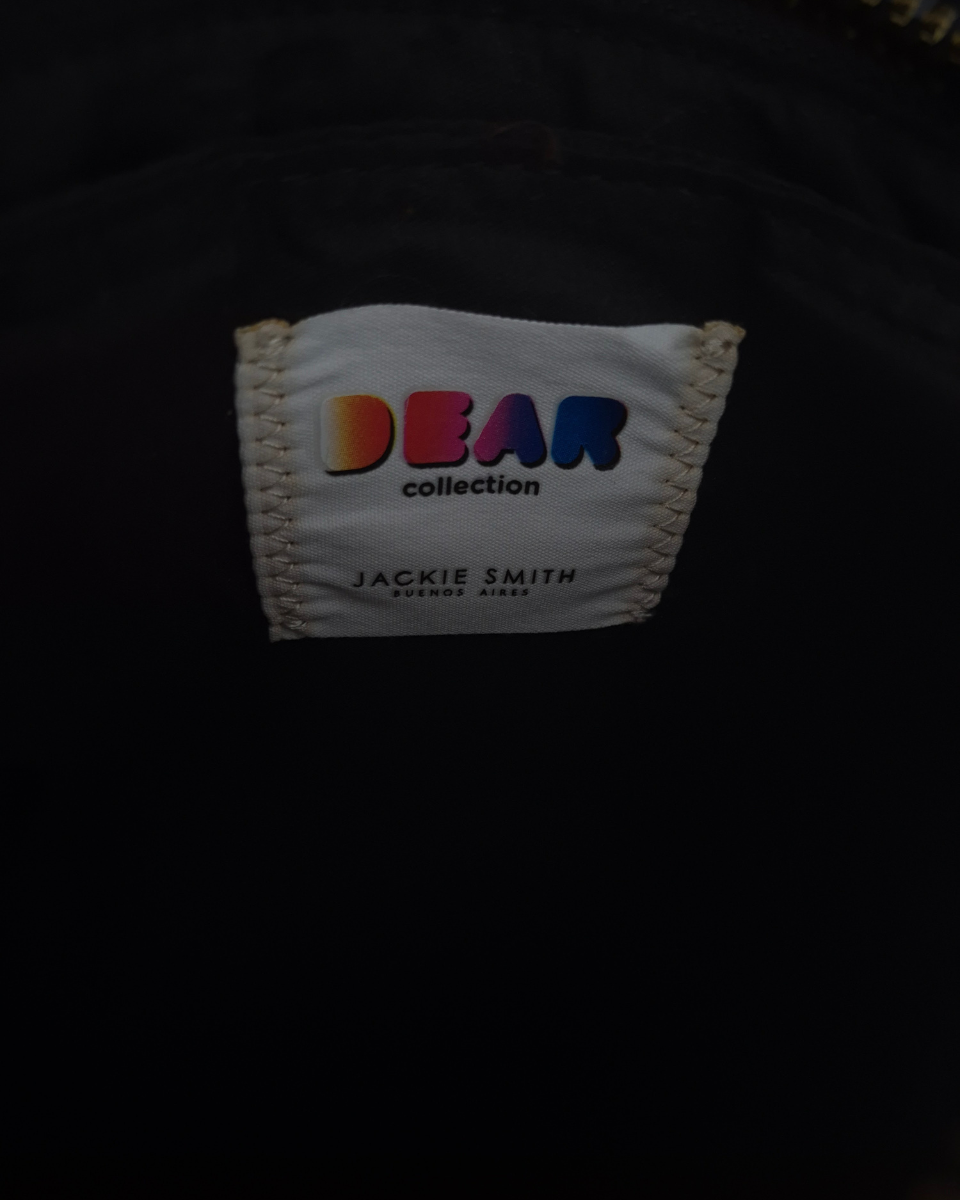 DEAR
collection
JACKIE SMITH
BUENOS AIRES